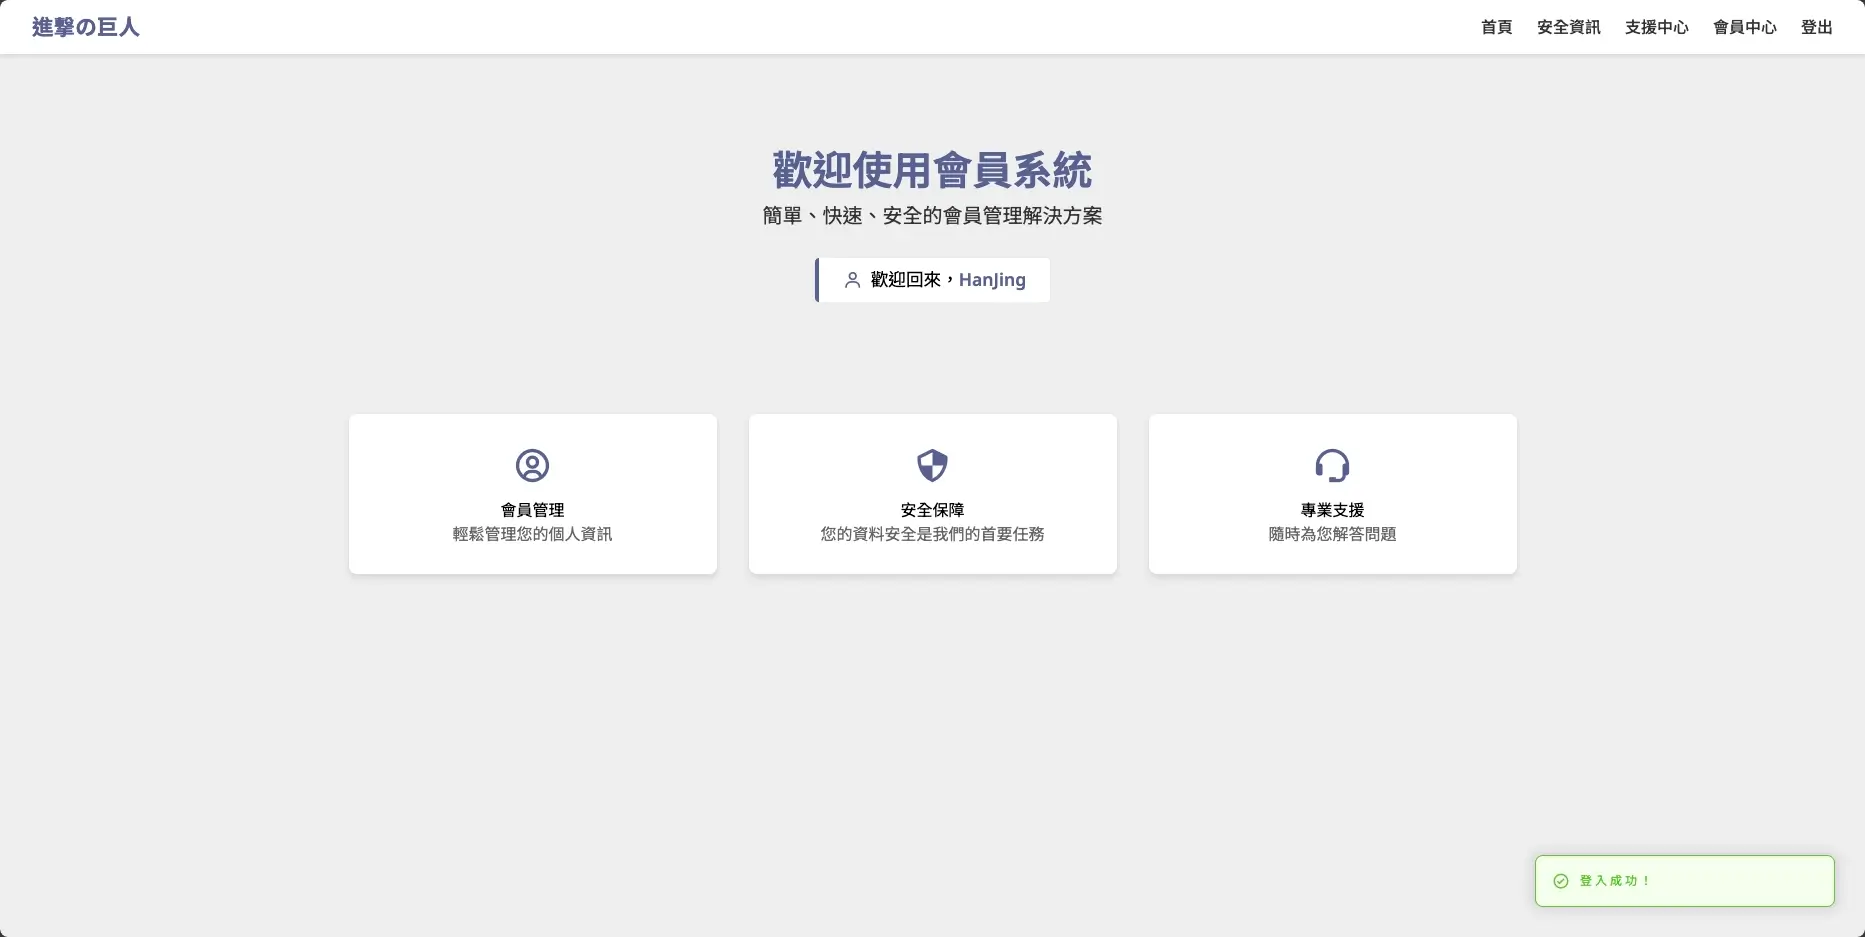 進撃の巨人
首頁 安全資訊 支援中心 會員中心 登出
歡迎使用會員系統
簡單、快速、安全的會員管理解決方案
歡迎回來，HanJing
會員管理
輕鬆管理您的個人資訊
安全保障
您的資料安全是我們的首要任務
專業支援
隨時為您解答問題
登入成功！